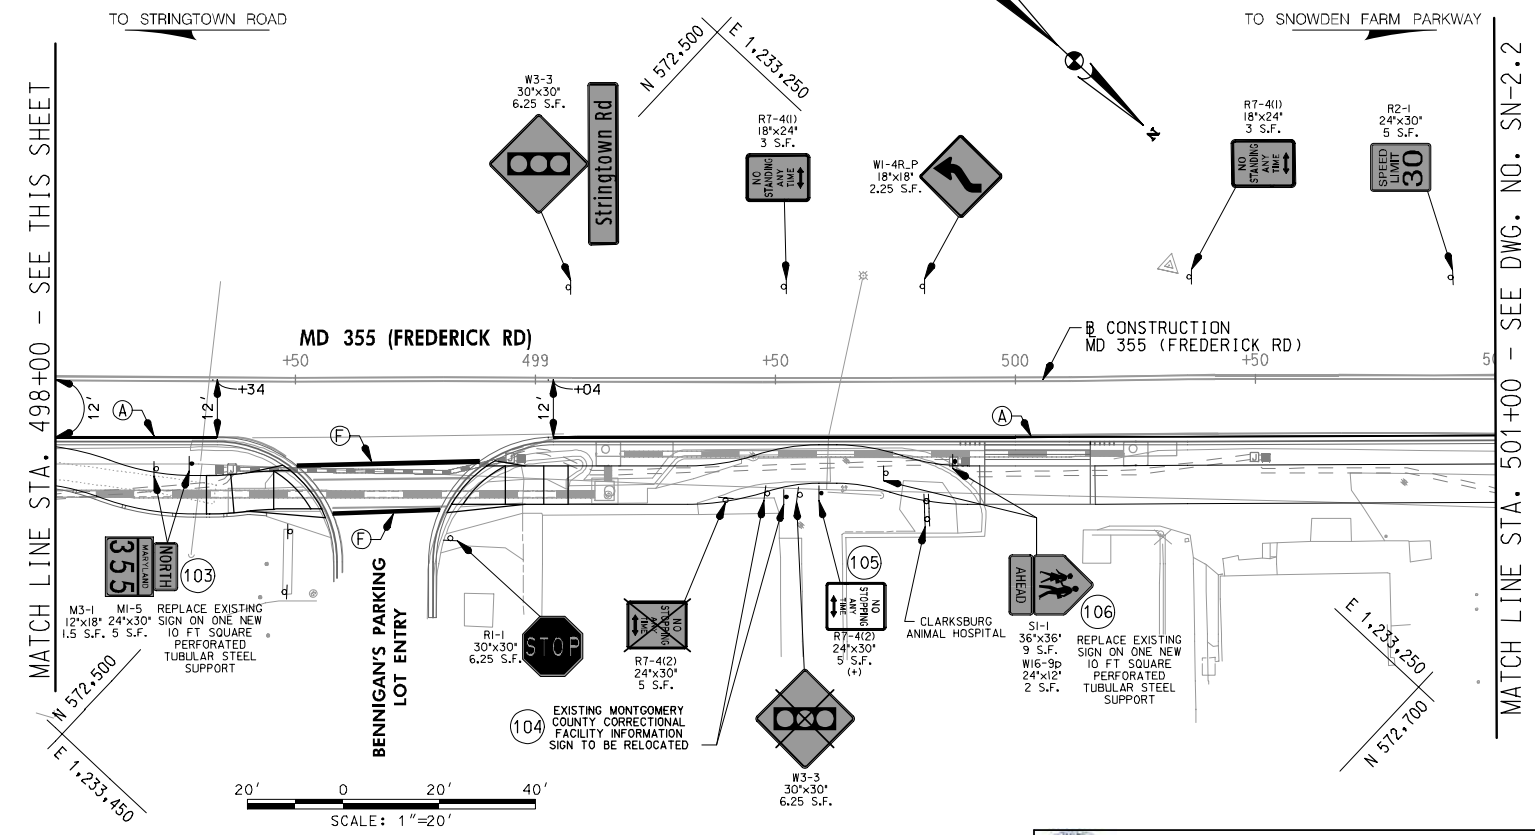 TO STRINGTOWN ROAD
TO SNOWDEN FARM PARKWAY
MATCH LINE STA. 498+00 - SEE THIS SHEET
MATCH LINE STA. 501+00 - SEE DWG. NO. SN-2.2
N 572,500
E 1,233,250
N
W3-3
30"x30"
6.25 S.F.
Stringtown Rd
R7-4(1)
18"x24"
3 S.F.
NO
STANDING
ANY
TIME
W1-4R_P
18"x18"
2.25 S.F.
R7-4(1)
18"x24"
3 S.F.
NO
STANDING
ANY
TIME
R2-1
24"x30"
5 S.F.
SPEED
LIMIT
30
MD 355 (FREDERICK RD)
BL CONSTRUCTION
MD 355 (FREDERICK RD)
+50
499
+50
500
+50
50
12'
12'
+34
12'
+04
A
F
A
F
MARYLAND
355
NORTH
103
M3-1
12"x18"
1.5 S.F.
M1-5
24"x30"
5 S.F.
REPLACE EXISTING
SIGN ON ONE NEW
10 FT SQUARE
PERFORATED
TUBULAR STEEL
SUPPORT
BENNIGAN'S PARKING
LOT ENTRY
R1-1
30"x30"
6.25 S.F.
STOP
NO
STOPPING
ANY
TIME
R7-4(2)
24"x30"
5 S.F.
104
EXISTING MONTGOMERY
COUNTY CORRECTIONAL
FACILITY INFORMATION
SIGN TO BE RELOCATED
W3-3
30"x30"
6.25 S.F.
105
NO
STOPPING
ANY
TIME
R7-4(2)
24"x30"
5 S.F.
(+)
CLARKSBURG
ANIMAL HOSPITAL
AHEAD
106
S1-1
36"x36"
9 S.F.
W16-9p
24"x12"
2 S.F.
REPLACE EXISTING
SIGN ON ONE NEW
10 FT SQUARE
PERFORATED
TUBULAR STEEL
SUPPORT
N 572,500
E 1,233,450
E 1,233,250
N 572,700
20' 0 20' 40'
SCALE: 1"=20'